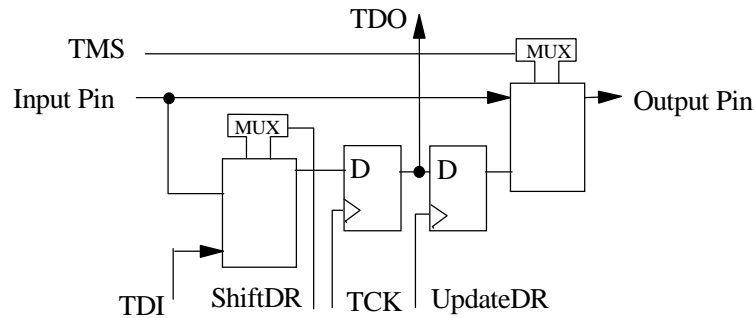 TDO
TMS
MUX
Input Pin
Output Pin
MUX
D
D
TDI
ShiftDR
TCK
UpdateDR